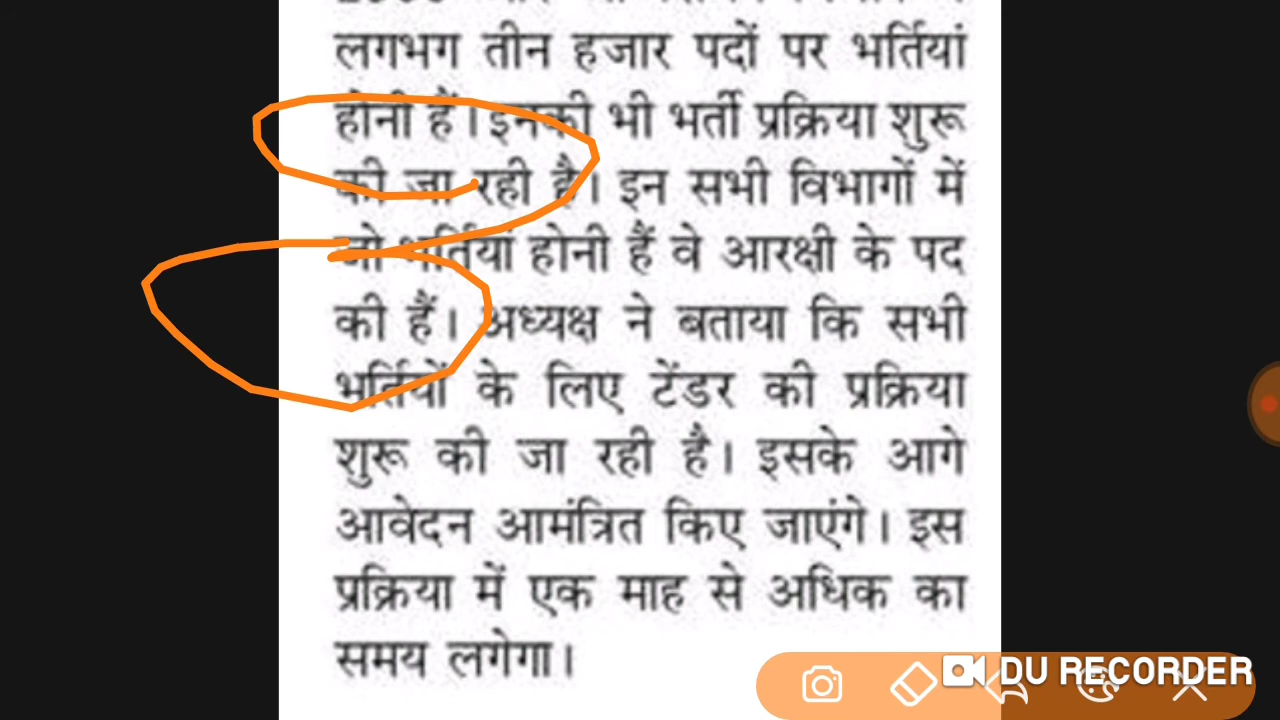 लगभग तीन हजार पदों पर भर्तियां
होनी हैं। इनकी भी भर्ती प्रक्रिया शुरू
की जा रही है। इन सभी विभागों में
जो भर्तियां होनी हैं वे आरक्षी के पद
की हैं। अध्यक्ष ने बताया कि सभी
भर्तियों के लिए टेंडर की प्रक्रिया
शुरू की जा रही है। इसके आगे
आवेदन आमंत्रित किए जाएंगे। इस
प्रक्रिया में एक माह से अधिक का
समय लगेगा।
DU RECORDER